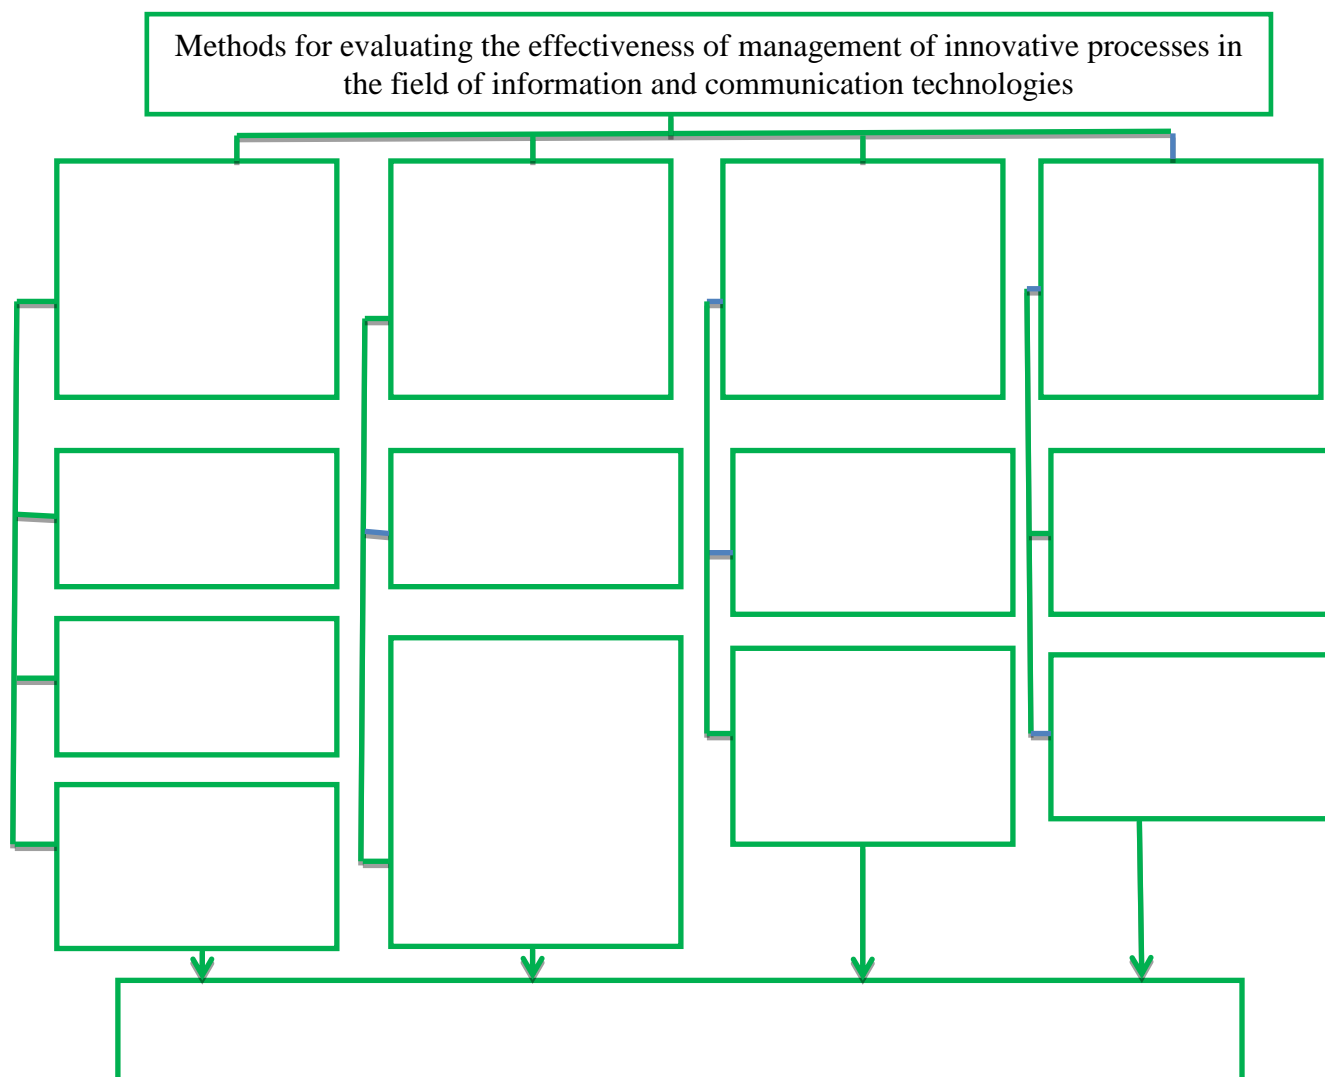 Methods for evaluating the effectiveness of management of innovative processes in
the field of information and communication technologies